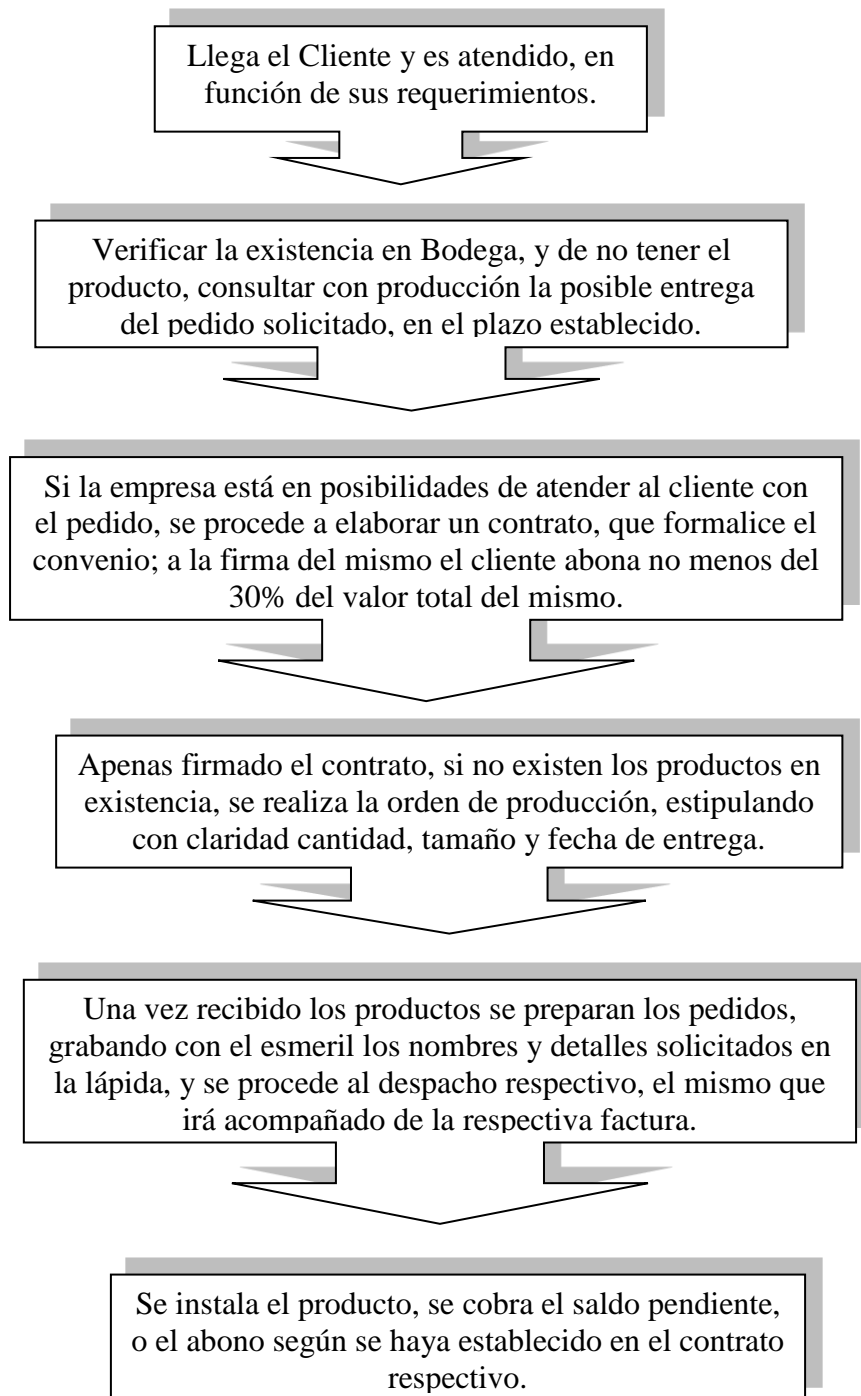 Llega el Cliente y es atendido, en
función de sus requerimientos.
Verificar la existencia en Bodega, y de no tener el
producto, consultar con producción la posible entrega
del pedido solicitado, en el plazo establecido.
Si la empresa está en posibilidades de atender al cliente con
el pedido, se procede a elaborar un contrato, que formalice el
convenio; a la firma del mismo el cliente abona no menos del
30% del valor total del mismo.
Apenas firmado el contrato, si no existen los productos en
existencia, se realiza la orden de producción, estipulando
con claridad cantidad, tamaño y fecha de entrega.
Una vez recibido los productos se preparan los pedidos,
grabando con el esmeril los nombres y detalles solicitados en
la lápida, y se procede al despacho respectivo, el mismo que
irá acompañado de la respectiva factura.
Se instala el producto, se cobra el saldo pendiente,
o el abono según se haya establecido en el contrato
respectivo.